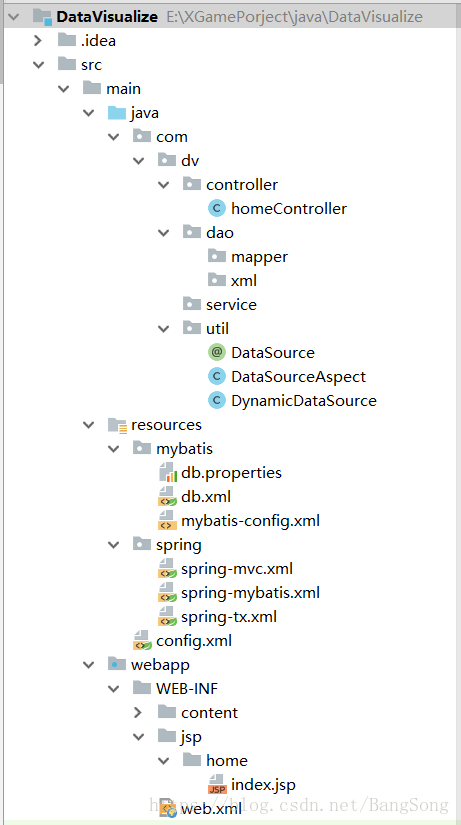 DataVisualize E:\XGamePorject\java\DataVisualize
.idea
src
main
java
com
dv
controller
C homeController
dao
mapper
xml
service
util
@ DataSource
C DataSourceAspect
C DynamicDataSource
resources
mybatis
db.properties
db.xml
mybatis-config.xml
spring
spring-mvc.xml
spring-mybatis.xml
spring-tx.xml
config.xml
webapp
WEB-INF
content
jsp
home
JSP index.jsp
web.xml
https://blog.csdn.net/BangSong